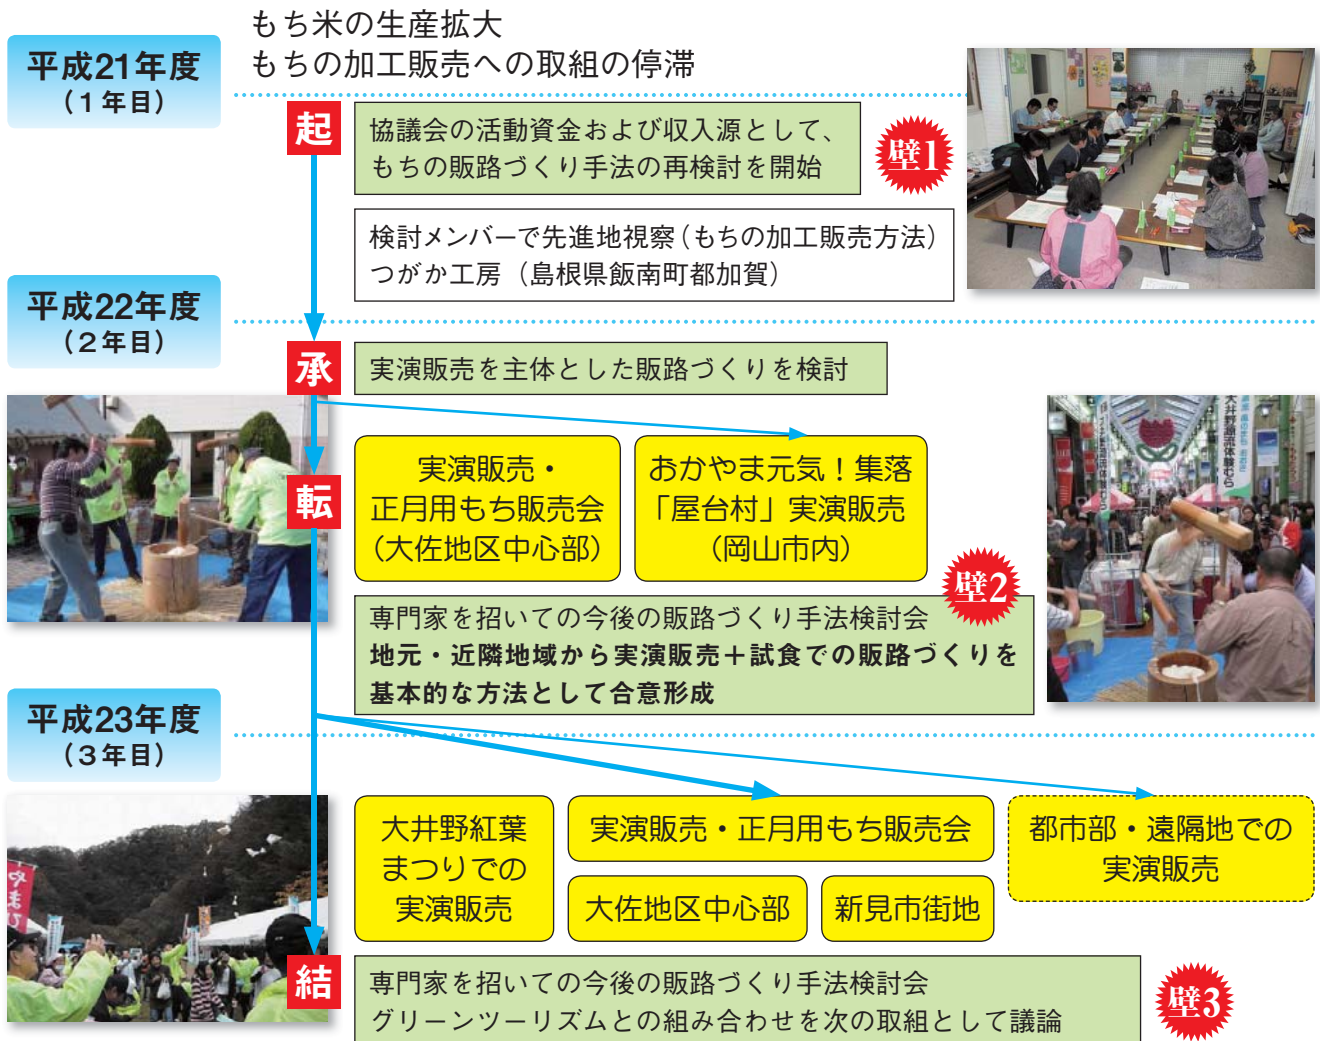 もち米の生産拡大
もちの加工販売への取組の停滞
平成21年度
(1年目)
起
協議会の活動資金および収入源として、
もちの販路づくり手法の再検討を開始
壁1
検討メンバーで先進地視察(もちの加工販売方法)
つがか工房(島根県飯南町都加賀)
平成22年度
(2年目)
承
実演販売を主体とした販路づくりを検討
転
実演販売・
正月用もち販売会
(大佐地区中心部)
おかやま元気！集落
「屋台村」実演販売
(岡山市内)
壁2
専門家を招いての今後の販路づくり手法検討会
地元・近隣地域から実演販売＋試食での販路づくりを
基本的な方法として合意形成
大井野源流体験むら
平成23年度
(3年目)
大井野紅葉
まつりでの
実演販売
実演販売・正月用もち販売会
大佐地区中心部
新見市街地
都市部・遠隔地での
実演販売
結
専門家を招いての今後の販路づくり手法検討会
グリーンツーリズムとの組み合わせを次の取組として議論
壁3